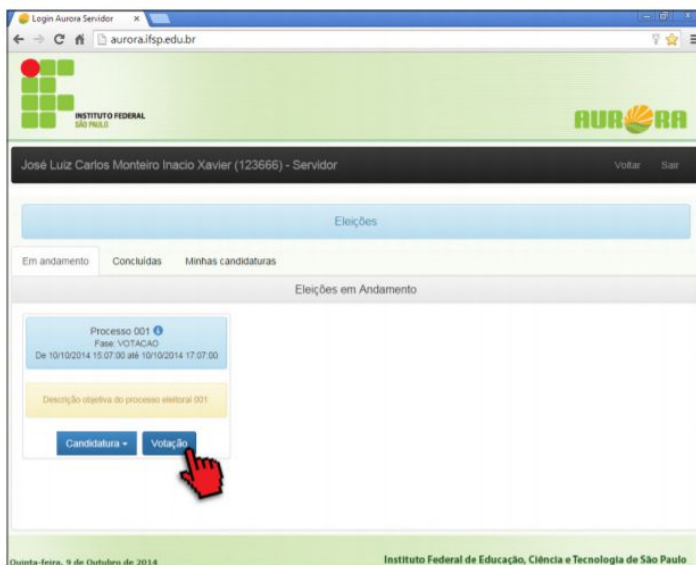 Login Aurora Servidor
aurora.ifsp.edu.br
INSTITUTO FEDERAL
SÃO PAULO
AURORA
José Luiz Carlos Monteiro Inacio Xavier (123666) - Servidor
Voltar Sair
Eleições
Em andamento Concluídas Minhas candidaturas
Eleições em Andamento
Processo 001
Fase: VOTACAO
De 10/10/2014 15:07:00 até 10/10/2014 17:07:00
Descrição objetiva do processo eleitoral 001
Candidatura Votação
Quinta-feira, 9 de Outubro de 2014
Instituto Federal de Educação, Ciência e Tecnologia de São Paulo